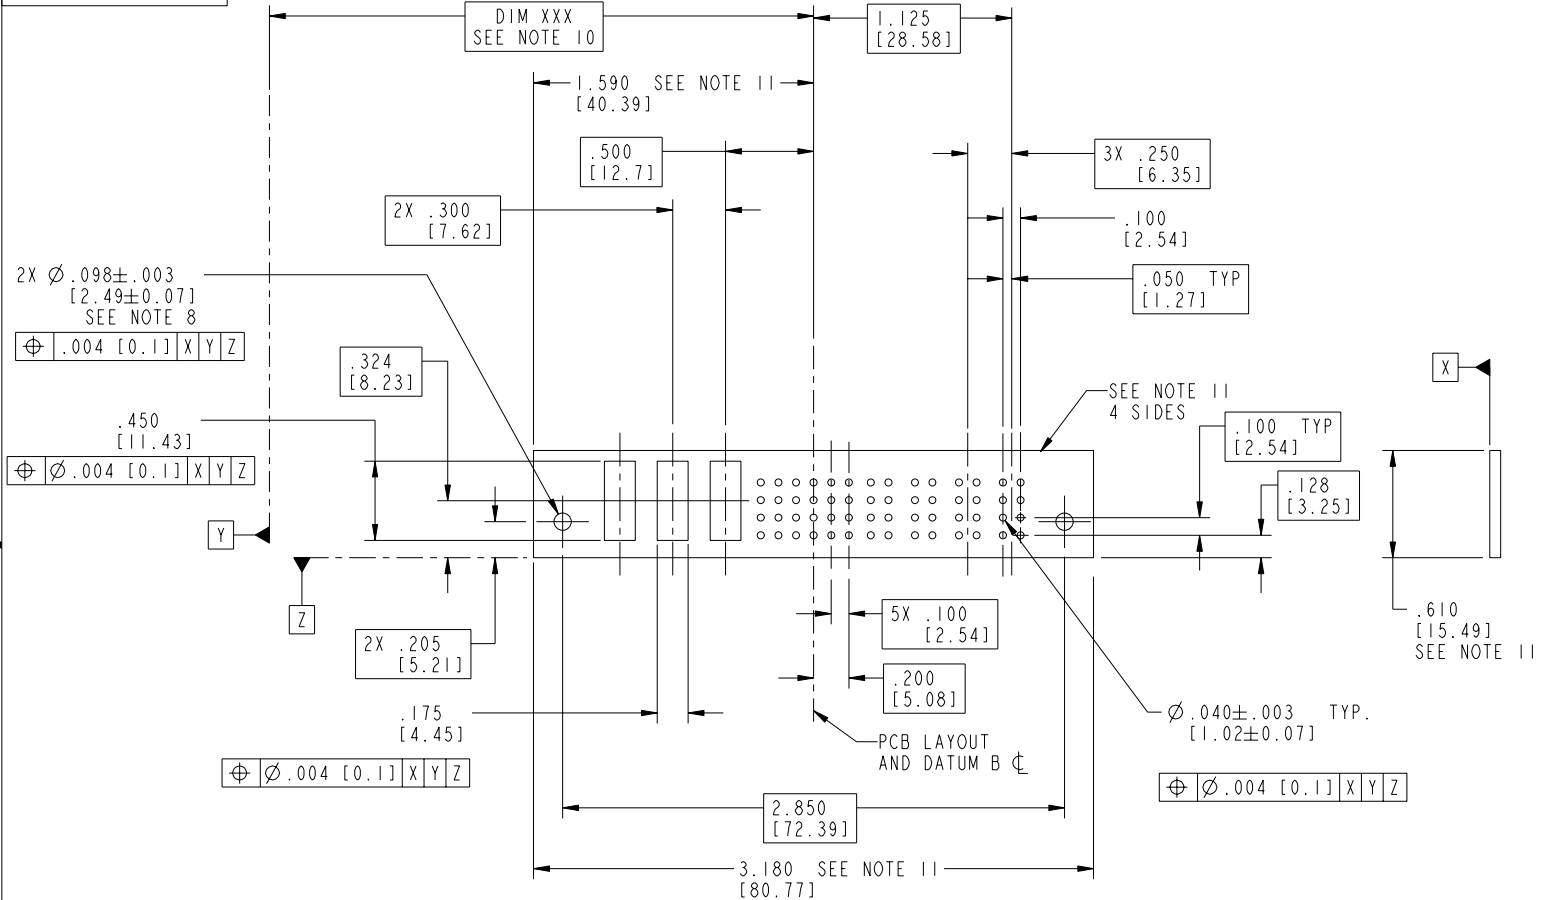 DIM XXX
SEE NOTE 10
1.125
[28.58]
1.590 SEE NOTE 11
[40.39]
.500
[12.7]
3X .250
[6.35]
2X .300
[7.62]
.100
[2.54]
2X Ø.098±.003
[2.49±0.07]
SEE NOTE 8
⌖ .004 [0.1] X Y Z
.050 TYP
[1.27]
.324
[8.23]
X
SEE NOTE 11
4 SIDES
.450
[11.43]
⌖ Ø.004 [0.1] X Y Z
.100 TYP
[2.54]
.128
[3.25]
Y
Z
5X .100
[2.54]
.610
[15.49]
SEE NOTE 11
2X .205
[5.21]
.200
[5.08]
.175
[4.45]
⌖ Ø.004 [0.1] X Y Z
Ø.040±.003 TYP.
[1.02±0.07]
⌖ Ø.004 [0.1] X Y Z
PCB LAYOUT
AND DATUM B ℄
2.850
[72.39]
3.180 SEE NOTE 11
[80.77]